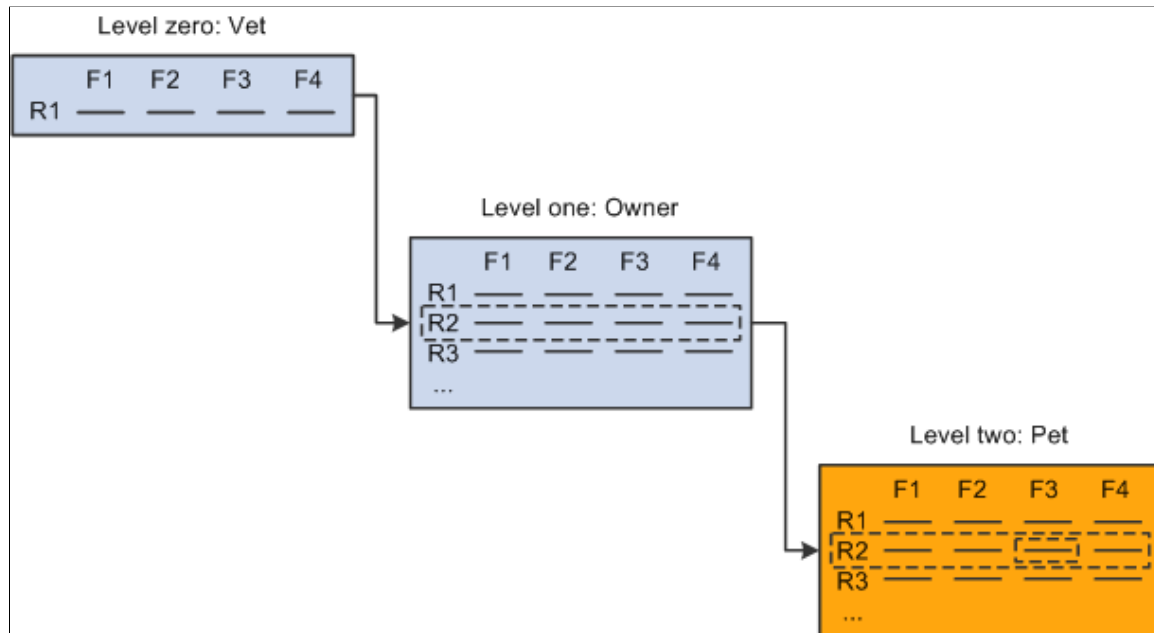 Level zero: Vet
F1 F2 F3 F4
R1
Level one: Owner
F1 F2 F3 F4
R1
R2
R3
...
Level two: Pet
F1 F2 F3 F4
R1
R2
R3
...